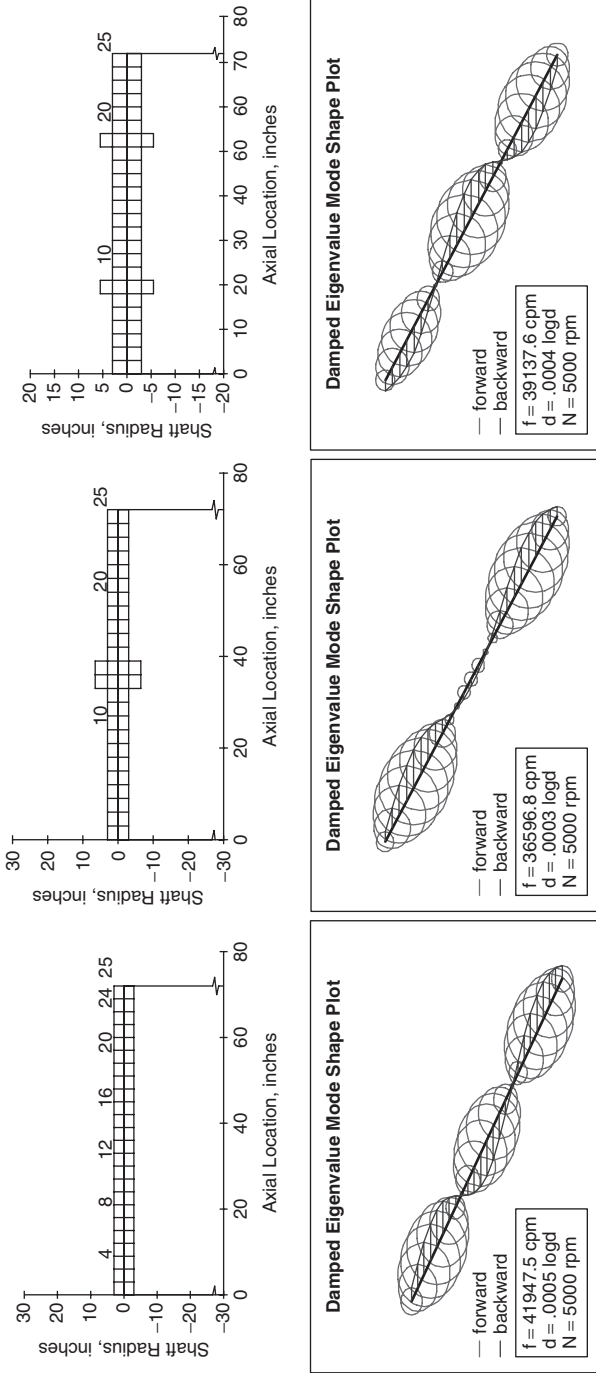 30
20
10
0
−10
−20
−30
Shaft Radius, inches
4
8
12
16
20
24
25
0
20
40
60
80
Axial Location, inches
Damped Eigenvalue Mode Shape Plot
forward
backward
f = 41947.5 cpm
d = .0005 logd
N = 5000 rpm
30
20
10
0
−10
−20
−30
Shaft Radius, inches
10
20
25
0
20
40
60
80
Axial Location, inches
Damped Eigenvalue Mode Shape Plot
forward
backward
f = 36596.8 cpm
d = .0003 logd
N = 5000 rpm
20
15
10
5
0
−5
−10
−15
−20
Shaft Radius, inches
10
20
25
0
10
20
30
40
50
60
70
80
Axial Location, inches
Damped Eigenvalue Mode Shape Plot
forward
backward
f = 39137.6 cpm
d = .0004 logd
N = 5000 rpm